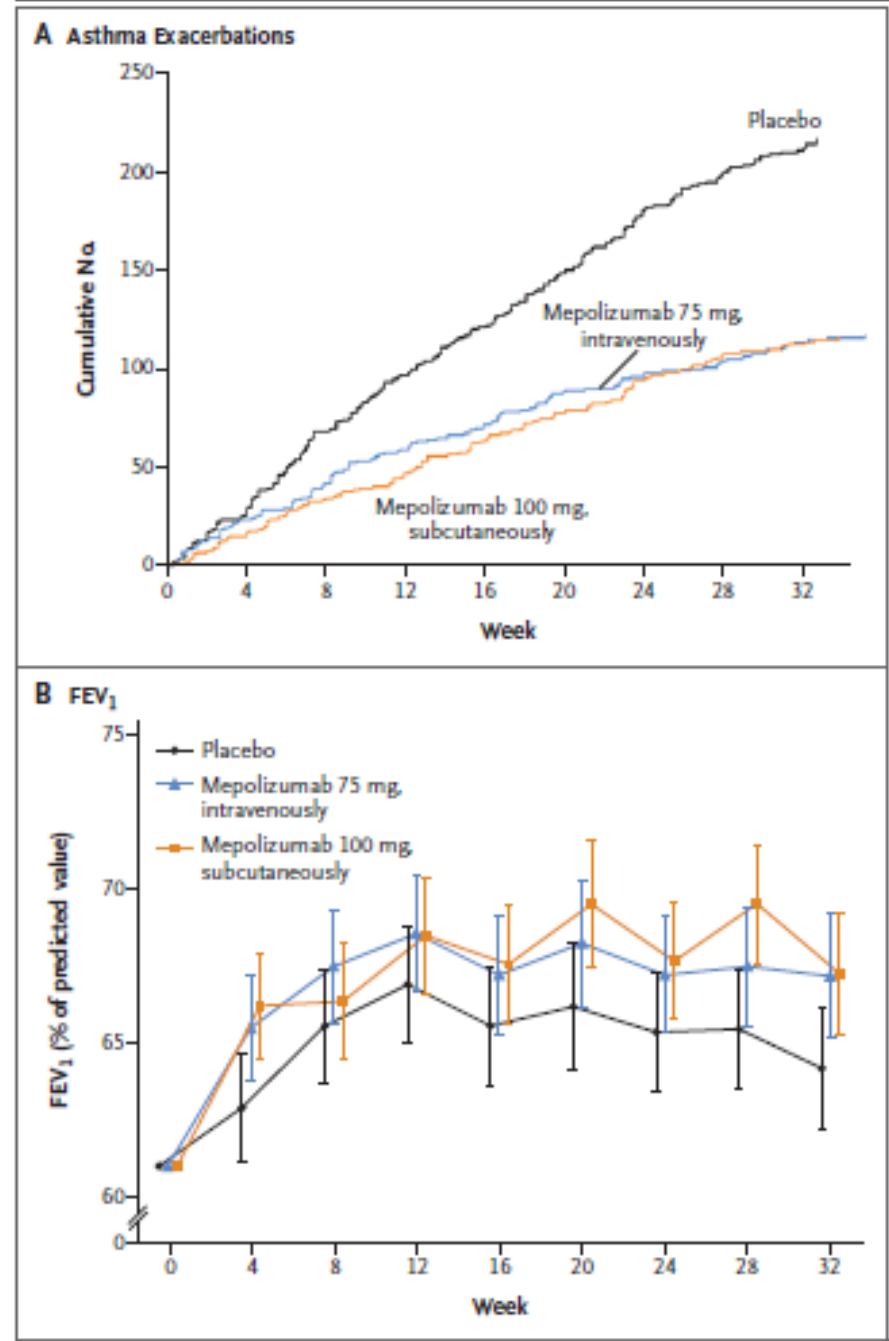 A Asthma Exacerbations
250
200
150
100
50
0
Cumulative No.
Placebo
Mepolizumab 75 mg,
intravenously
Mepolizumab 100 mg,
subcutaneously
0 4 8 12 16 20 24 28 32
Week
B FEV1
75
70
65
60
0
FEV1 (% of predicted value)
Placebo
Mepolizumab 75 mg,
intravenously
Mepolizumab 100 mg,
subcutaneously
0 4 8 12 16 20 24 28 32
Week